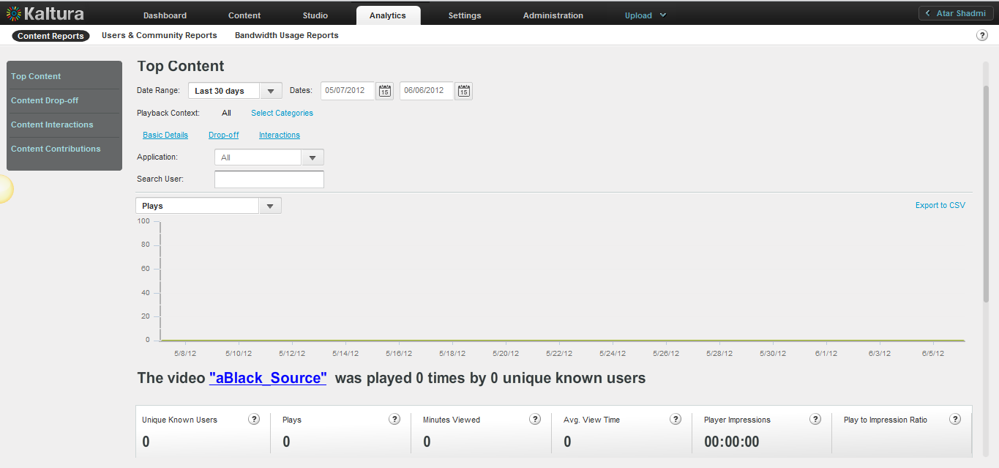 Kaltura Dashboard Content Studio Analytics Settings Administration Upload Atar Shadmi
Content Reports Users & Community Reports Bandwidth Usage Reports ?
Top Content
Content Drop-off
Content Interactions
Content Contributions
Top Content
Date Range: Last 30 days Dates: 05/07/2012 15 06/06/2012 15
Playback Context: All Select Categories
Basic Details Drop-off Interactions
Application: All
Search User:
Plays Export to CSV
100
80
60
40
20
0
5/8/12 5/10/12 5/12/12 5/14/12 5/16/12 5/18/12 5/20/12 5/22/12 5/24/12 5/26/12 5/28/12 5/30/12 6/1/12 6/3/12 6/5/12
The video "aBlack_Source" was played 0 times by 0 unique known users
Unique Known Users ? Plays ? Minutes Viewed ? Avg. View Time ? Player Impressions ? Play to Impression Ratio ?
0 0 0 0 00:00:00